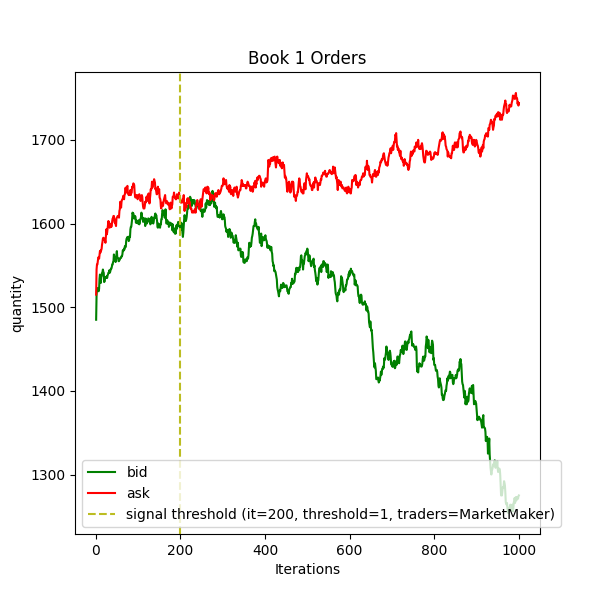 Book 1 Orders
quantity
1700
1600
1500
1400
1300
bid
ask
signal threshold (it=200, threshold=1, traders=MarketMaker)
0 200 400 600 800 1000
Iterations